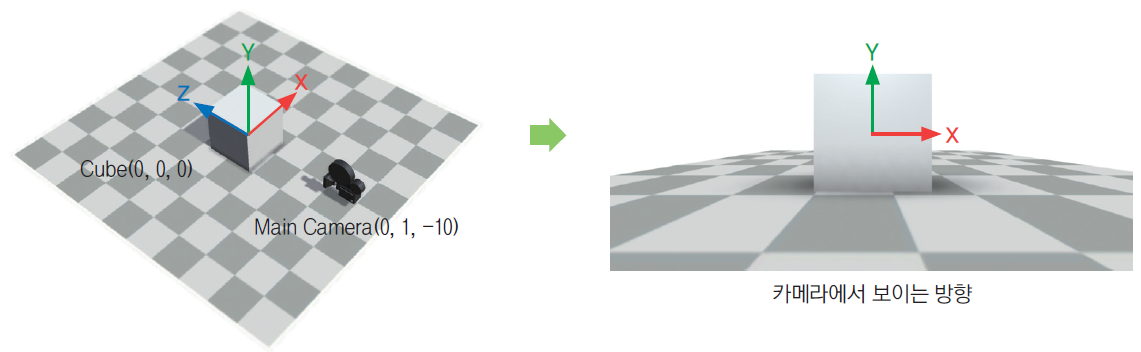 Y
X
Z
Cube(0, 0, 0)
Main Camera(0, 1, -10)
Y
X
카메라에서 보이는 방향